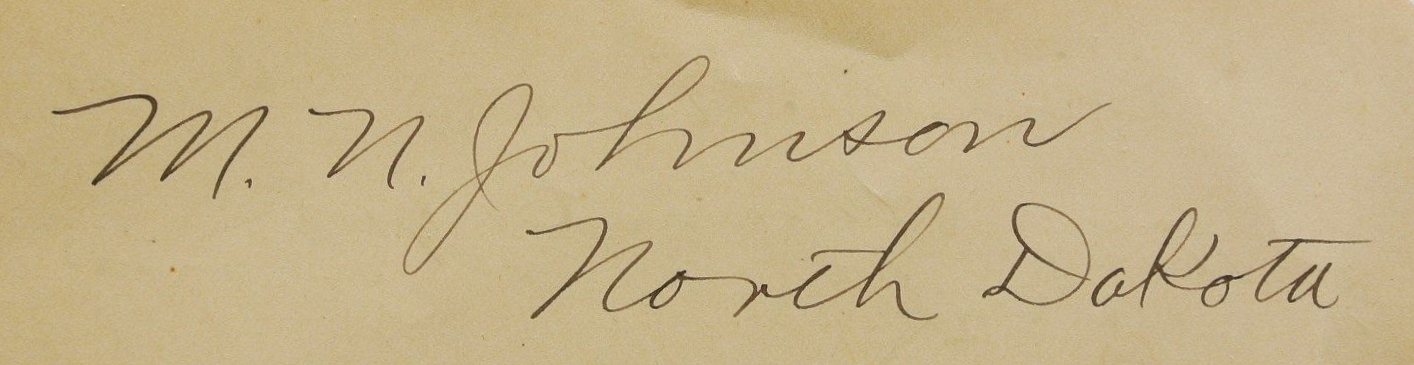 M. N. Johnson
North Dakota